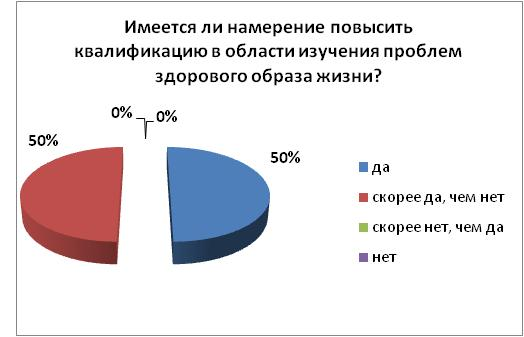 Имеется ли намерение повысить
квалификацию в области изучения проблем
здорового образа жизни?
0% 0%
50%
50%
да
скорее да, чем нет
скорее нет, чем да
нет